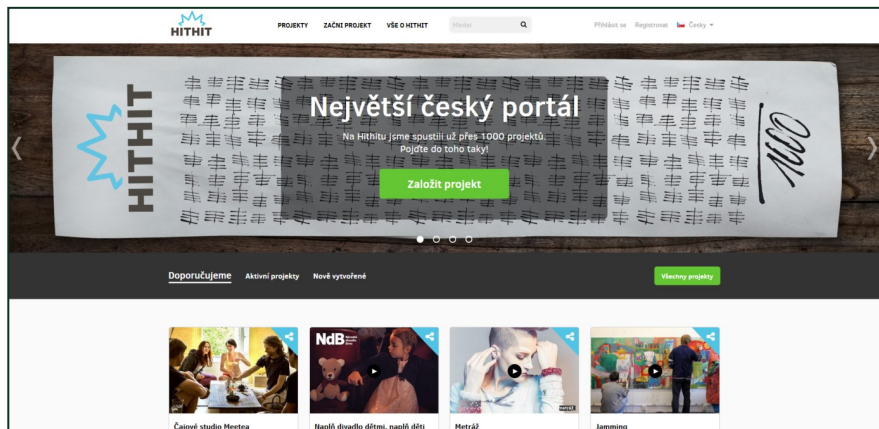 HITHIT
PROJEKTY
ZAČNI PROJEKT
VŠE O HITHIT
Hledat
Přihlásit se
Registrovat
Česky
HITHIT
Největší český portál
Na Hithitu jsme spustili už přes 1000 projektů.
Pojďte do toho taky!
Založit projekt
1000
Doporučujeme
Aktivní projekty
Nově vytvořené
Všechny projekty
NdB
metráž
Čajové studio Meetea
Naplň divadlo dětmi, naplň děti
Metráž
Jamming